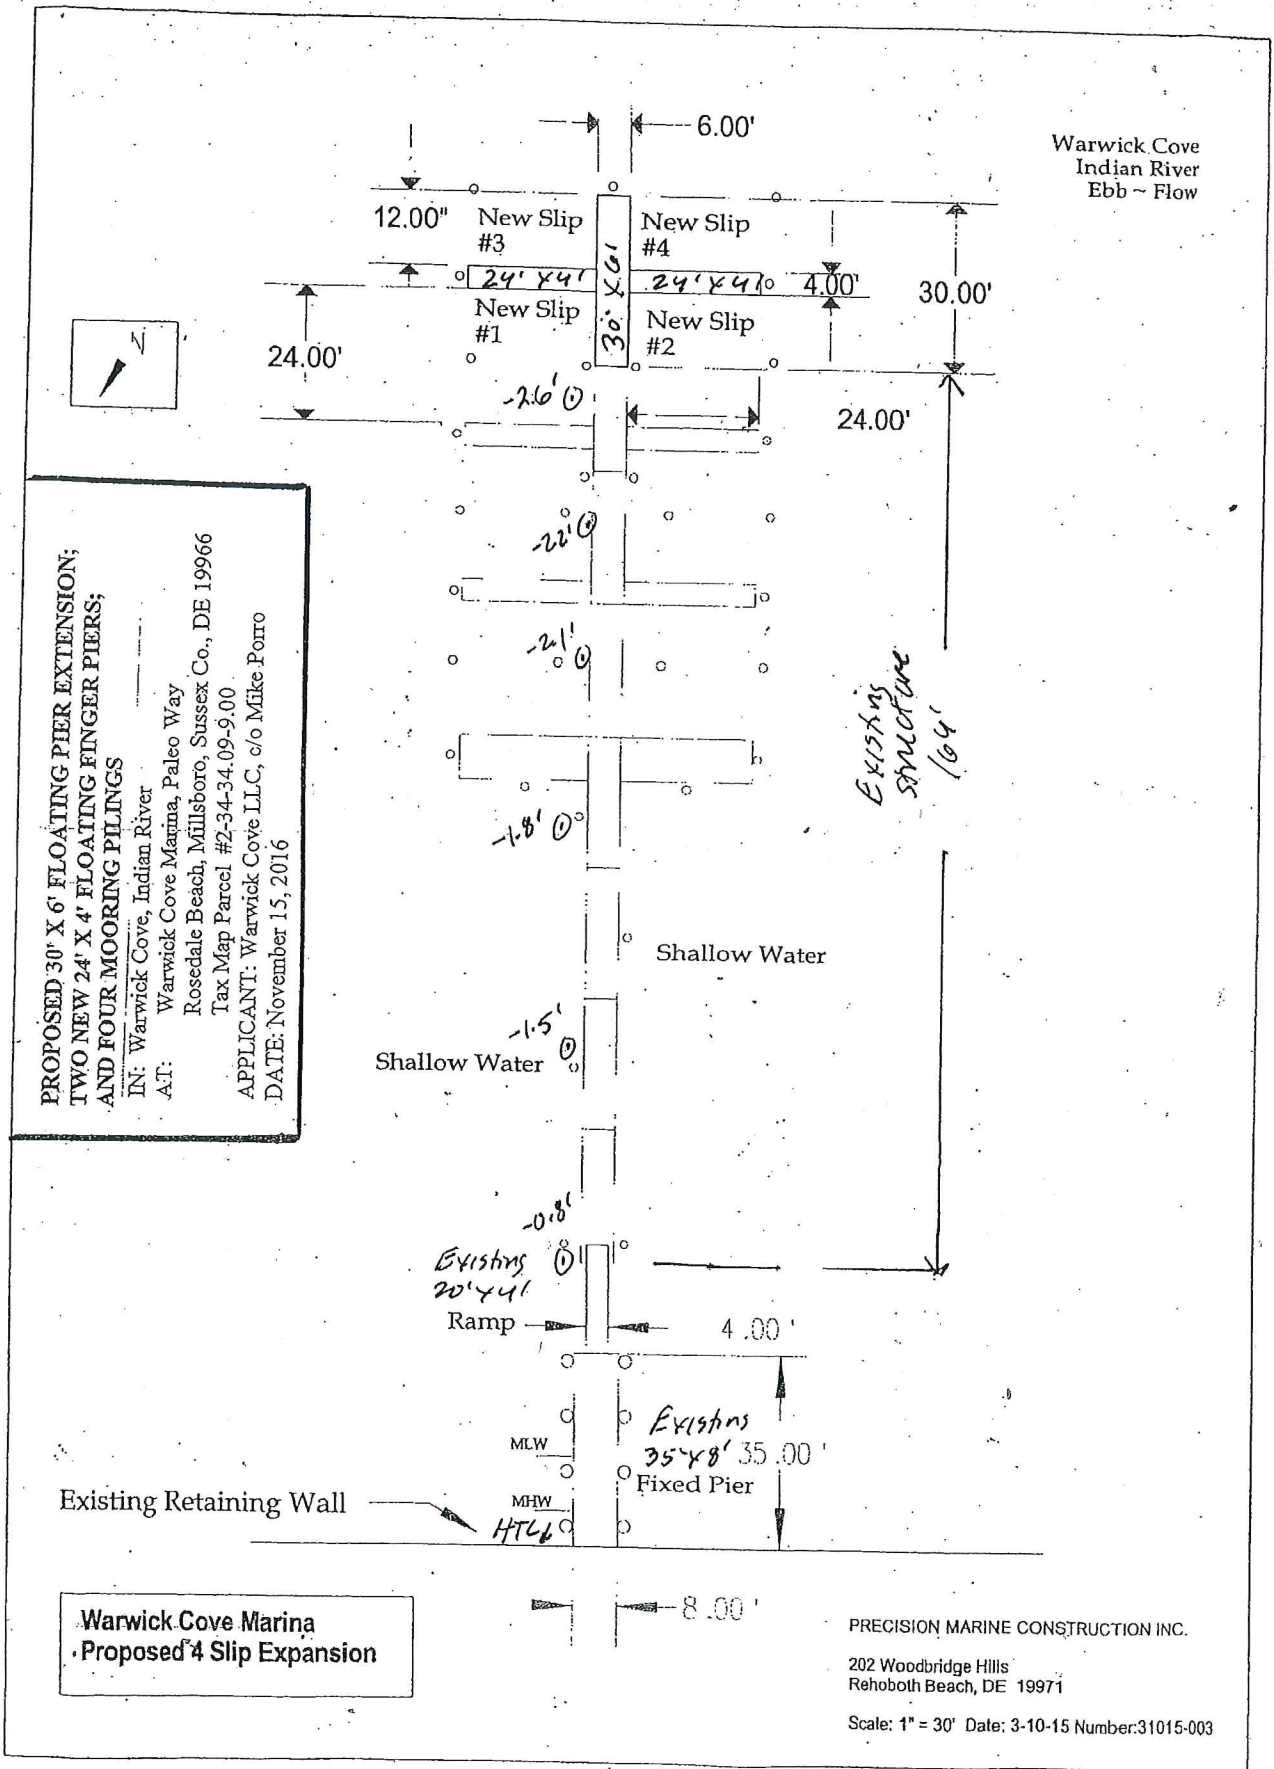 6.00'
Warwick Cove
Indian River
Ebb ~ Flow
12.00"
New Slip
#3
New Slip
#4
24' X 4'
30' X 6'
24' X 4'
4.00'
30.00'
New Slip
#1
New Slip
#2
24.00'
N
-2.6'
24.00'
-2.2'
-2.1'
Existing
structure
164'
-1.8'
PROPOSED 30' X 6' FLOATING PIER EXTENSION;
TWO NEW 24' X 4' FLOATING FINGER PIERS;
AND FOUR MOORING PILINGS
IN: Warwick Cove, Indian River
AT: Warwick Cove Marina, Paleo Way
Rosedale Beach, Millsboro, Sussex Co., DE 19966
Tax Map Parcel #2-34-34.09-9.00
APPLICANT: Warwick Cove LLC, c/o Mike Porro
DATE: November 15, 2016
Shallow Water
-1.5'
Shallow Water
-0.8'
Existing
20' X 4'
Ramp
4.00'
Existing
35' X 8'
35.00'
Fixed Pier
MLW
MHW
HTL
Existing Retaining Wall
8.00'
Warwick Cove Marina
Proposed 4 Slip Expansion
PRECISION MARINE CONSTRUCTION INC.
202 Woodbridge Hills
Rehoboth Beach, DE 19971
Scale: 1" = 30' Date: 3-10-15 Number:31015-003